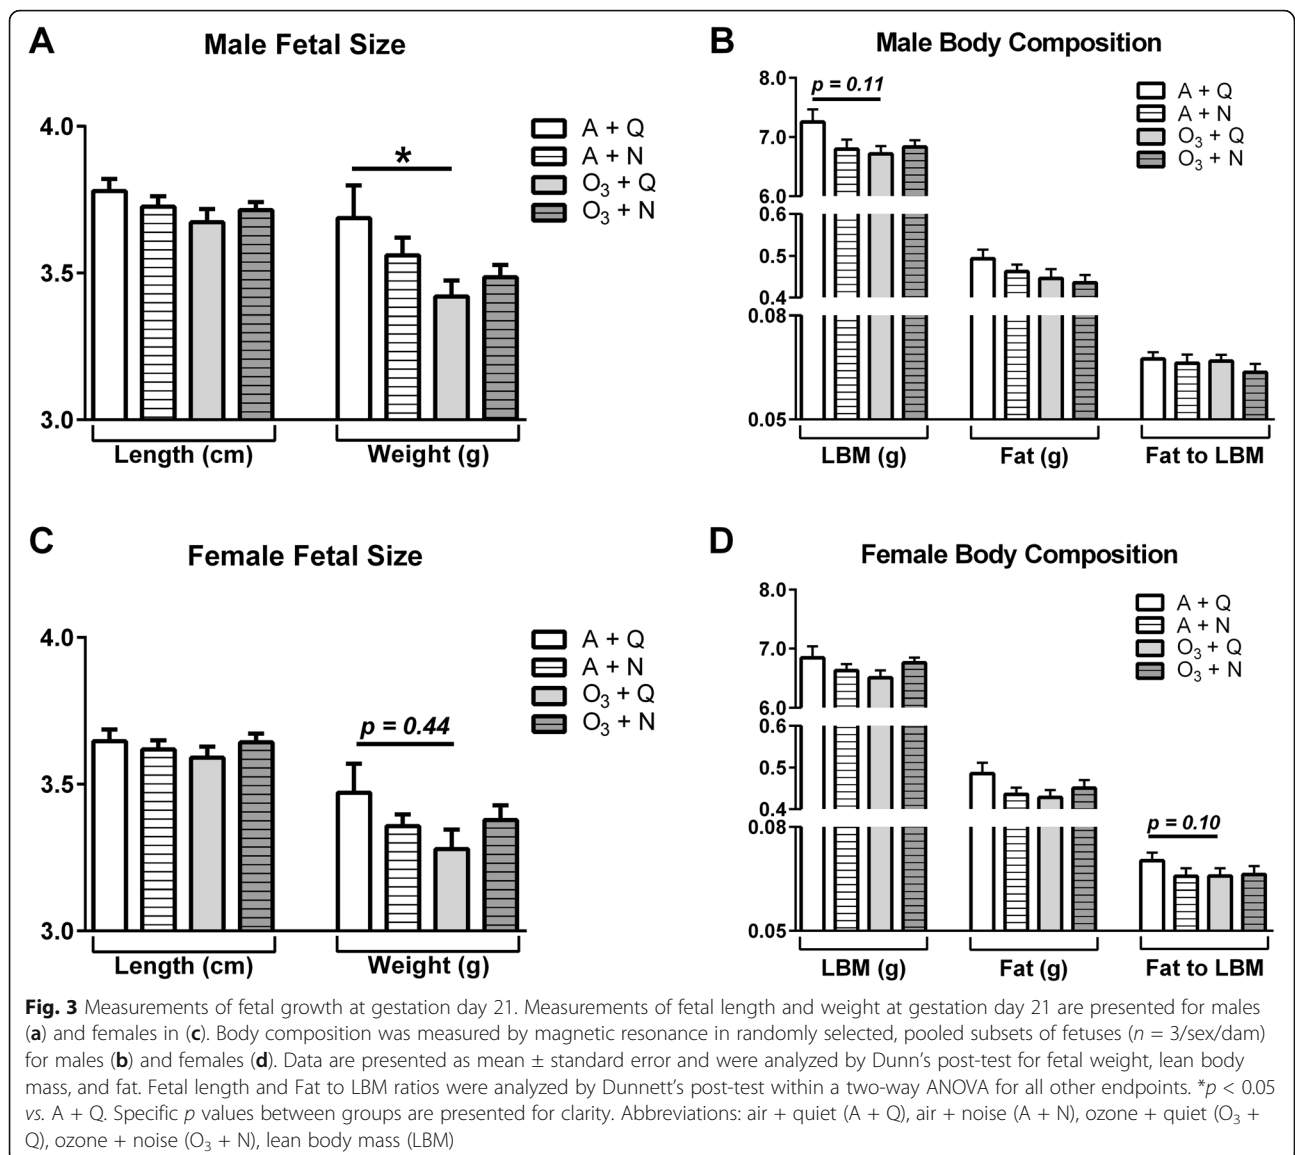 A
Male Fetal Size
4.0
3.5
3.0
*
A + Q
A + N
O3 + Q
O3 + N
Length (cm)
Weight (g)
B
Male Body Composition
8.0
7.0
6.0
0.6
0.5
0.4
0.08
0.05
p = 0.11
A + Q
A + N
O3 + Q
O3 + N
LBM (g)
Fat (g)
Fat to LBM
C
Female Fetal Size
4.0
3.5
3.0
p = 0.44
A + Q
A + N
O3 + Q
O3 + N
Length (cm)
Weight (g)
D
Female Body Composition
8.0
7.0
6.0
0.6
0.5
0.4
0.08
0.05
p = 0.10
A + Q
A + N
O3 + Q
O3 + N
LBM (g)
Fat (g)
Fat to LBM
Fig. 3 Measurements of fetal growth at gestation day 21. Measurements of fetal length and weight at gestation day 21 are presented for males
(a) and females in (c). Body composition was measured by magnetic resonance in randomly selected, pooled subsets of fetuses (n = 3/sex/dam)
for males (b) and females (d). Data are presented as mean ± standard error and were analyzed by Dunn's post-test for fetal weight, lean body
mass, and fat. Fetal length and Fat to LBM ratios were analyzed by Dunnett's post-test within a two-way ANOVA for all other endpoints. *p < 0.05
vs. A + Q. Specific p values between groups are presented for clarity. Abbreviations: air + quiet (A + Q), air + noise (A + N), ozone + quiet (O3 +
Q), ozone + noise (O3 + N), lean body mass (LBM)